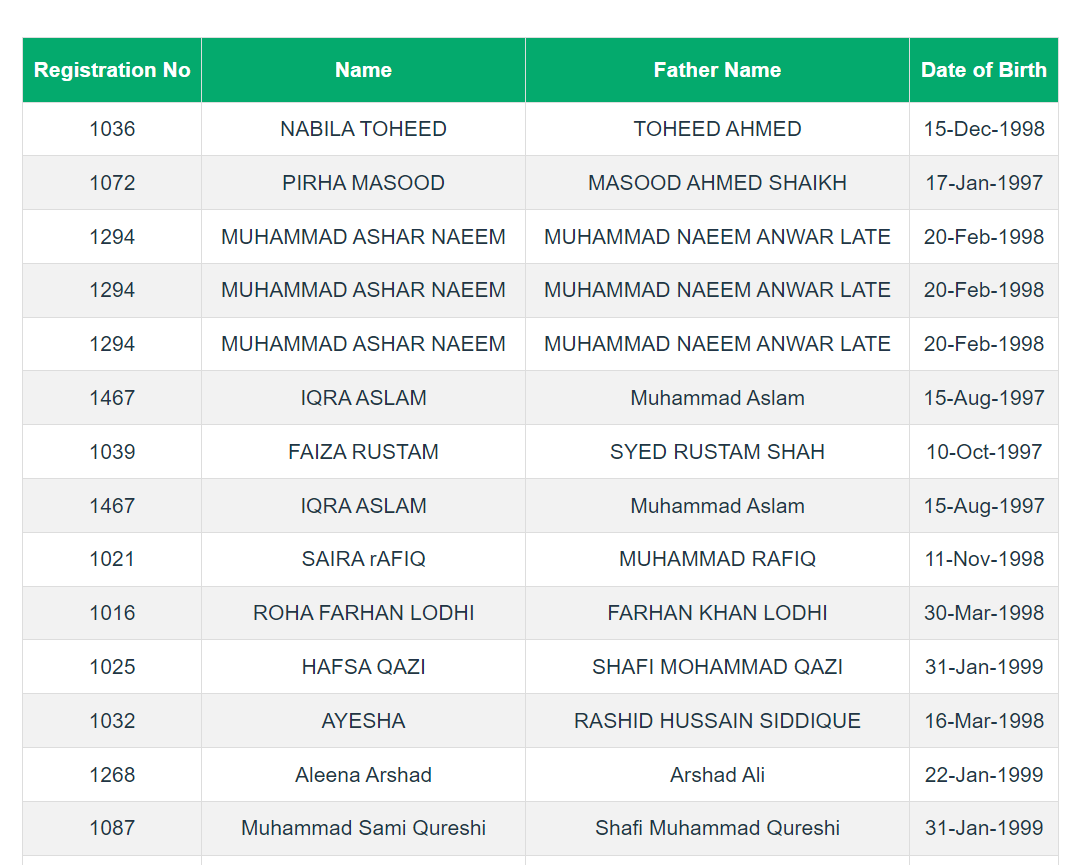 Registration No Name Father Name Date of Birth
1036 NABILA TOHEED TOHEED AHMED 15-Dec-1998
1072 PIRHA MASOOD MASOOD AHMED SHAIKH 17-Jan-1997
1294 MUHAMMAD ASHAR NAEEM MUHAMMAD NAEEM ANWAR LATE 20-Feb-1998
1294 MUHAMMAD ASHAR NAEEM MUHAMMAD NAEEM ANWAR LATE 20-Feb-1998
1294 MUHAMMAD ASHAR NAEEM MUHAMMAD NAEEM ANWAR LATE 20-Feb-1998
1467 IQRA ASLAM Muhammad Aslam 15-Aug-1997
1039 FAIZA RUSTAM SYED RUSTAM SHAH 10-Oct-1997
1467 IQRA ASLAM Muhammad Aslam 15-Aug-1997
1021 SAIRA rAFIQ MUHAMMAD RAFIQ 11-Nov-1998
1016 ROHA FARHAN LODHI FARHAN KHAN LODHI 30-Mar-1998
1025 HAFSA QAZI SHAFI MOHAMMAD QAZI 31-Jan-1999
1032 AYESHA RASHID HUSSAIN SIDDIQUE 16-Mar-1998
1268 Aleena Arshad Arshad Ali 22-Jan-1999
1087 Muhammad Sami Qureshi Shafi Muhammad Qureshi 31-Jan-1999